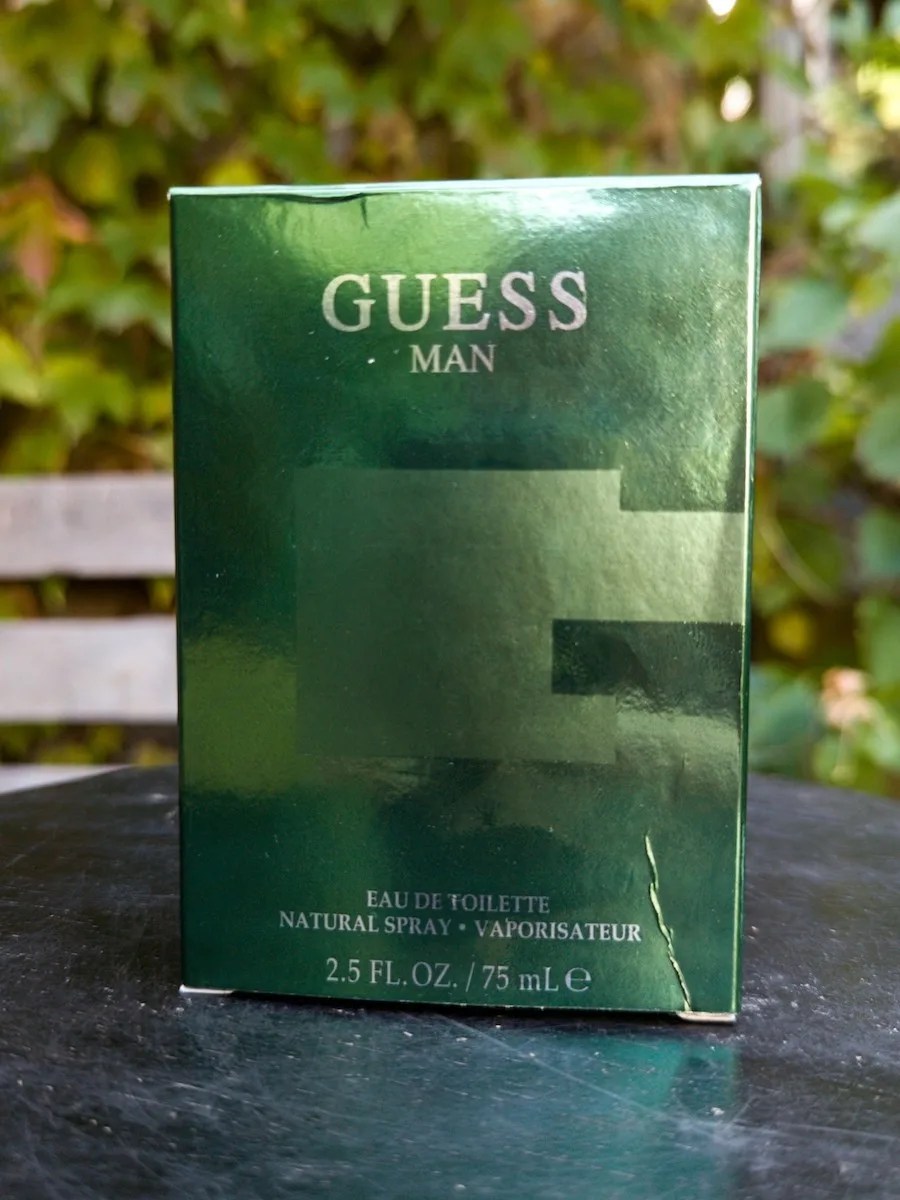 GUESS
MAN
EAU DE TOILETTE
NATURAL SPRAY • VAPORISATEUR
2.5 FL. OZ. / 75 mL ℮